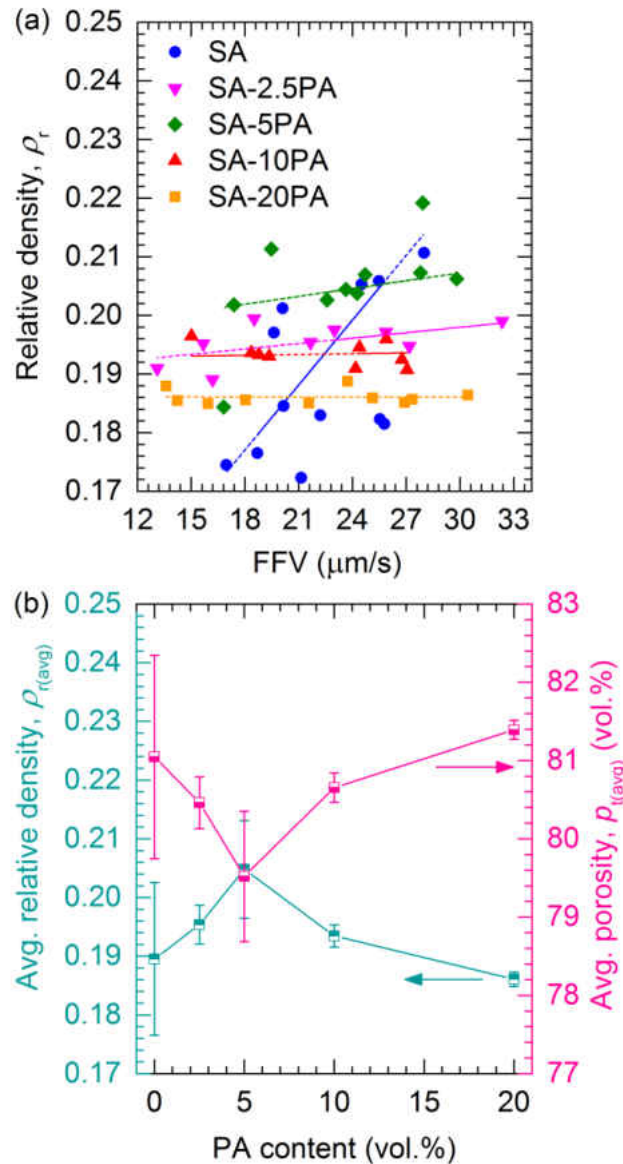 (a)
0.25
0.24
0.23
0.22
0.21
0.20
0.19
0.18
0.17
Relative density, ρr
SA
SA-2.5PA
SA-5PA
SA-10PA
SA-20PA
12 15 18 21 24 27 30 33
FFV (μm/s)
(b)
0.25
0.24
0.23
0.22
0.21
0.20
0.19
0.18
0.17
Avg. relative density, ρr(avg)
83
82
81
80
79
78
77
Avg. porosity, pt(avg) (vol.%)
0 5 10 15 20
PA content (vol.%)